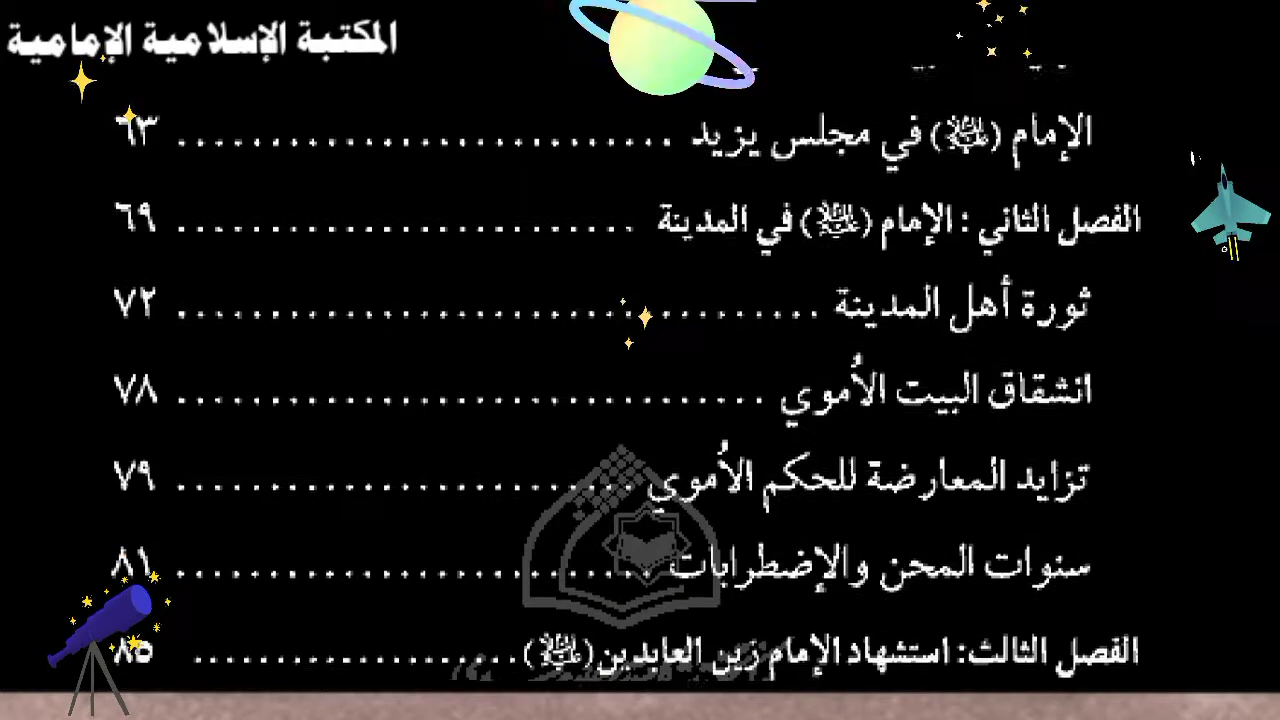 المكتبة الإسلامية الإمامية
الإمام (عليه السلام) في مجلس يزيد ........................... ٦٣
الفصل الثاني : الإمام (عليه السلام) في المدينة ......................... ٦٩
ثورة أهل المدينة ................................... ٧٢
انشقاق البيت الأُموي ............................... ٧٨
تزايد المعارضة للحكم الأُموي ......................... ٧٩
سنوات المحن والإضطرابات ......................... ٨١
الفصل الثالث: استشهاد الإمام زين العابدين (عليه السلام) ..................... ٨٥